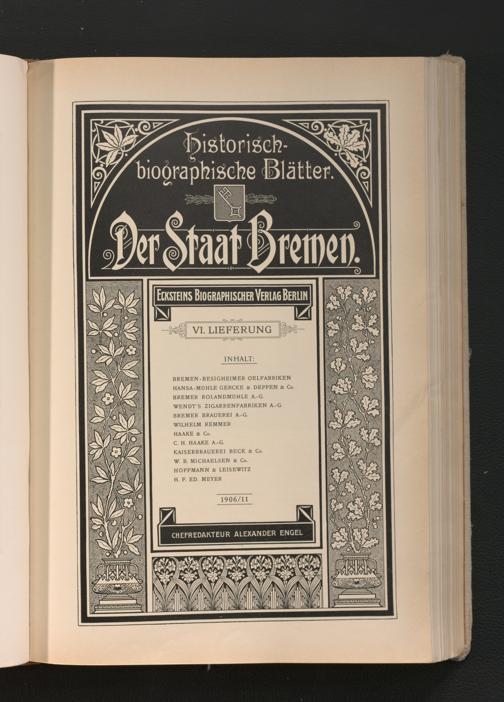 Historisch-
biographische Blätter.
Der Staat Bremen.
ECKSTEINS BIOGRAPHISCHER VERLAG BERLIN
VI. LIEFERUNG
INHALT:
BREMEN-BESIGHEIMER OELFABRIKEN
HANSA-MÜHLE GERCKE & DEPPEN & Co.
BREMER ROLANDMÜHLE A.-G.
WENDT'S ZIGARRENFABRIKEN A.-G
BREMER BRAUEREI A.-G.
WILHELM REMMER
HAAKE & Co.
C. H. HAAKE A.-G.
KAISERBRAUEREI BECK & Co.
W. B. MICHAELSEN & Co.
HOFFMANN & LEISEWITZ
H. F. ED. MEYER
1906/11
CHEFREDAKTEUR ALEXANDER ENGEL